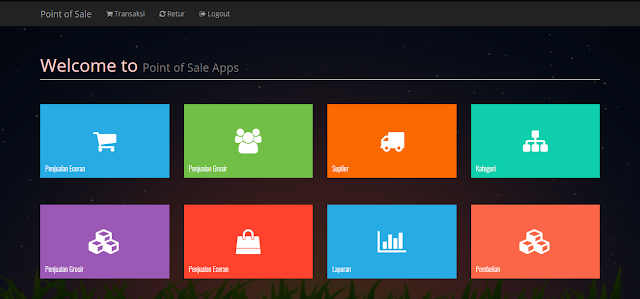 Point of Sale Transaksi Retur Logout
Welcome to Point of Sale Apps
Penjualan Eceran Penjualan Grosir Suplier Kategori
Penjualan Grosir Penjualan Eceran Laporan Pembelian